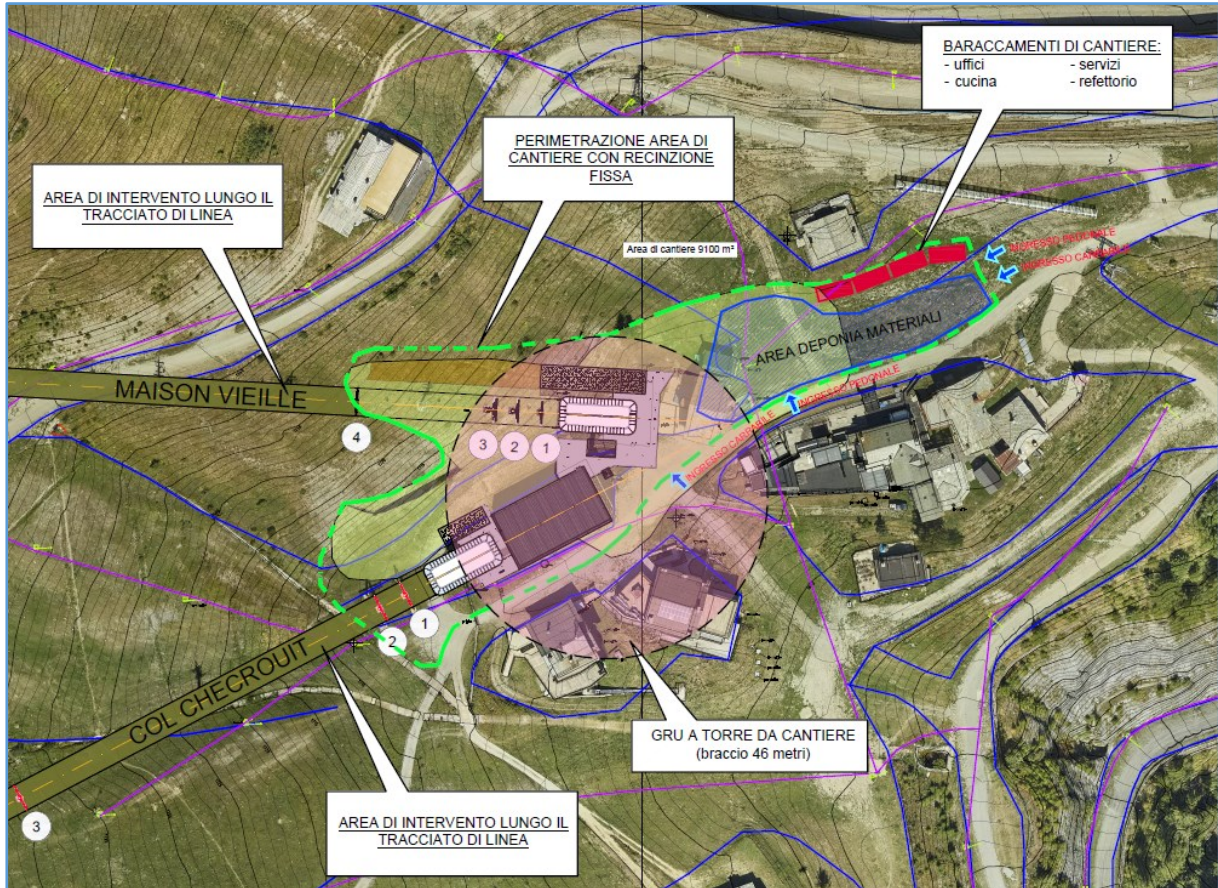 BARACCAMENTI DI CANTIERE:
- uffici - servizi
- cucina - refettorio
PERIMETRAZIONE AREA DI
CANTIERE CON RECINZIONE
FISSA
AREA DI INTERVENTO LUNGO IL
TRACCIATO DI LINEA
Area di cantiere 9100 m²
INGRESSO PEDONALE
INGRESSO CARRABILE
AREA DEPONIA MATERIALI
MAISON VIEILLE
INGRESSO PEDONALE
INGRESSO CARRABILE
4
3
2
1
1
2
COL CHECROUIT
3
GRU A TORRE DA CANTIERE
(braccio 46 metri)
AREA DI INTERVENTO LUNGO IL
TRACCIATO DI LINEA